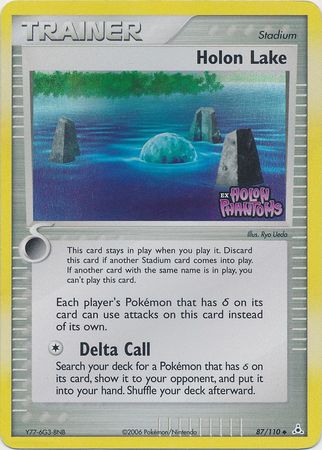 TRAINER
Stadium
Holon Lake
EX HOLON
PHANTOMS
Illus. Ryo Ueda
This card stays in play when you play it. Discard
this card if another Stadium card comes into play.
If another card with the same name is in play, you
can't play this card.
Each player's Pokémon that has δ on its
card can use attacks on this card instead
of its own.
Delta Call
Search your deck for a Pokémon that has δ on its
card, show it to your opponent, and put it
into your hand. Shuffle your deck afterward.
Y77-6G3-8NB
©2006 Pokémon/Nintendo
87/110